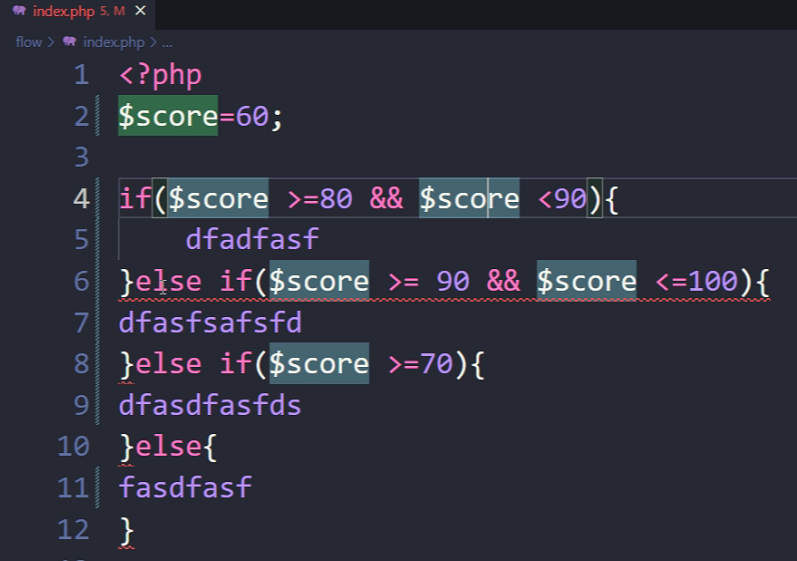 index.php 5, M ×
flow > index.php > ...
1 <?php
2 $score=60;
3
4 if($score >=80 && $score <90){
5     dfadfasf
6 }else if($score >= 90 && $score <=100){
7 dfasfsafsfd
8 }else if($score >=70){
9 dfasdfasfds
10 }else{
11 fasdfasf
12 }